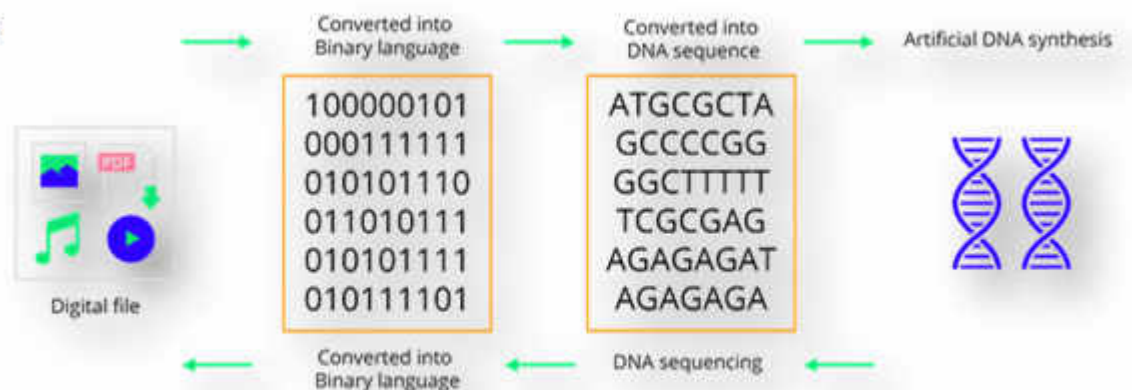 Converted into
Binary language
Converted into
DNA sequence
Artificial DNA synthesis
PDF
Digital file
100000101
000111111
010101110
011010111
010101111
010111101
ATGCGCTA
GCCCCGG
GGCTTTTT
TCGCGAG
AGAGAGAT
AGAGAGA
Converted into
Binary language
DNA sequencing